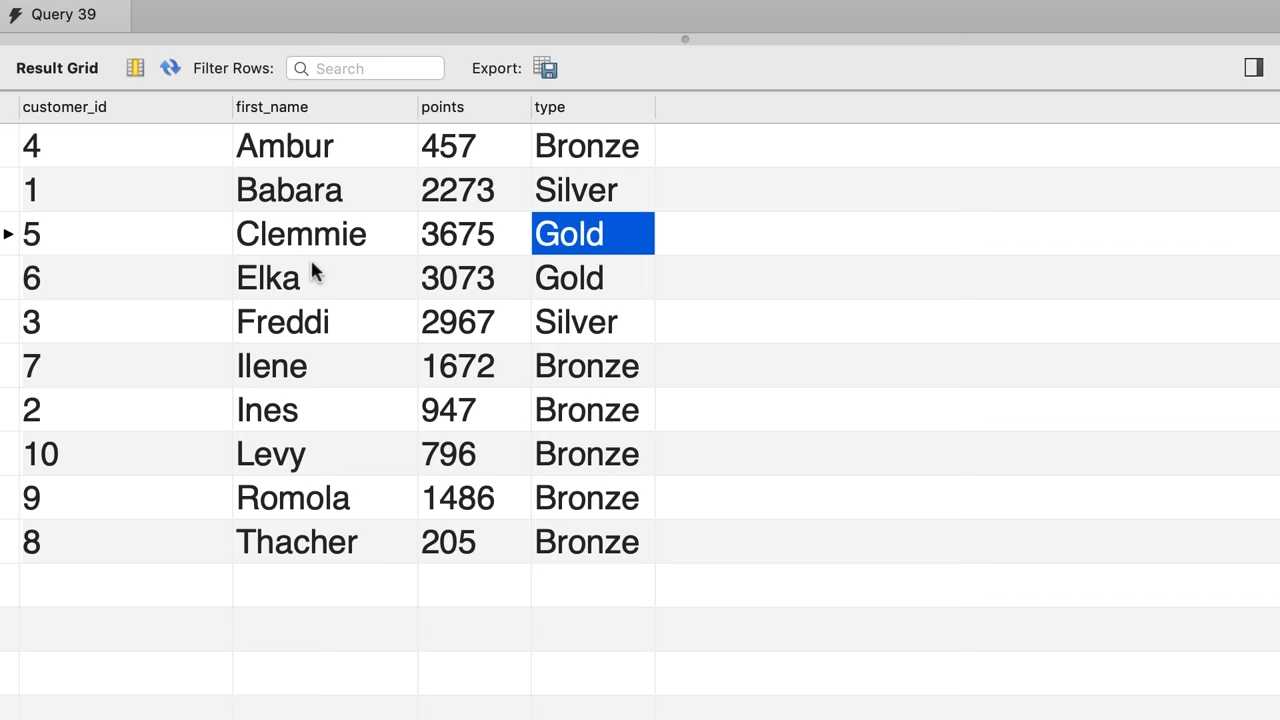 Query 39
Result Grid Filter Rows: Search Export:
customer_id first_name points type
4 Ambur 457 Bronze
1 Babara 2273 Silver
5 Clemmie 3675 Gold
6 Elka 3073 Gold
3 Freddi 2967 Silver
7 Ilene 1672 Bronze
2 Ines 947 Bronze
10 Levy 796 Bronze
9 Romola 1486 Bronze
8 Thacher 205 Bronze